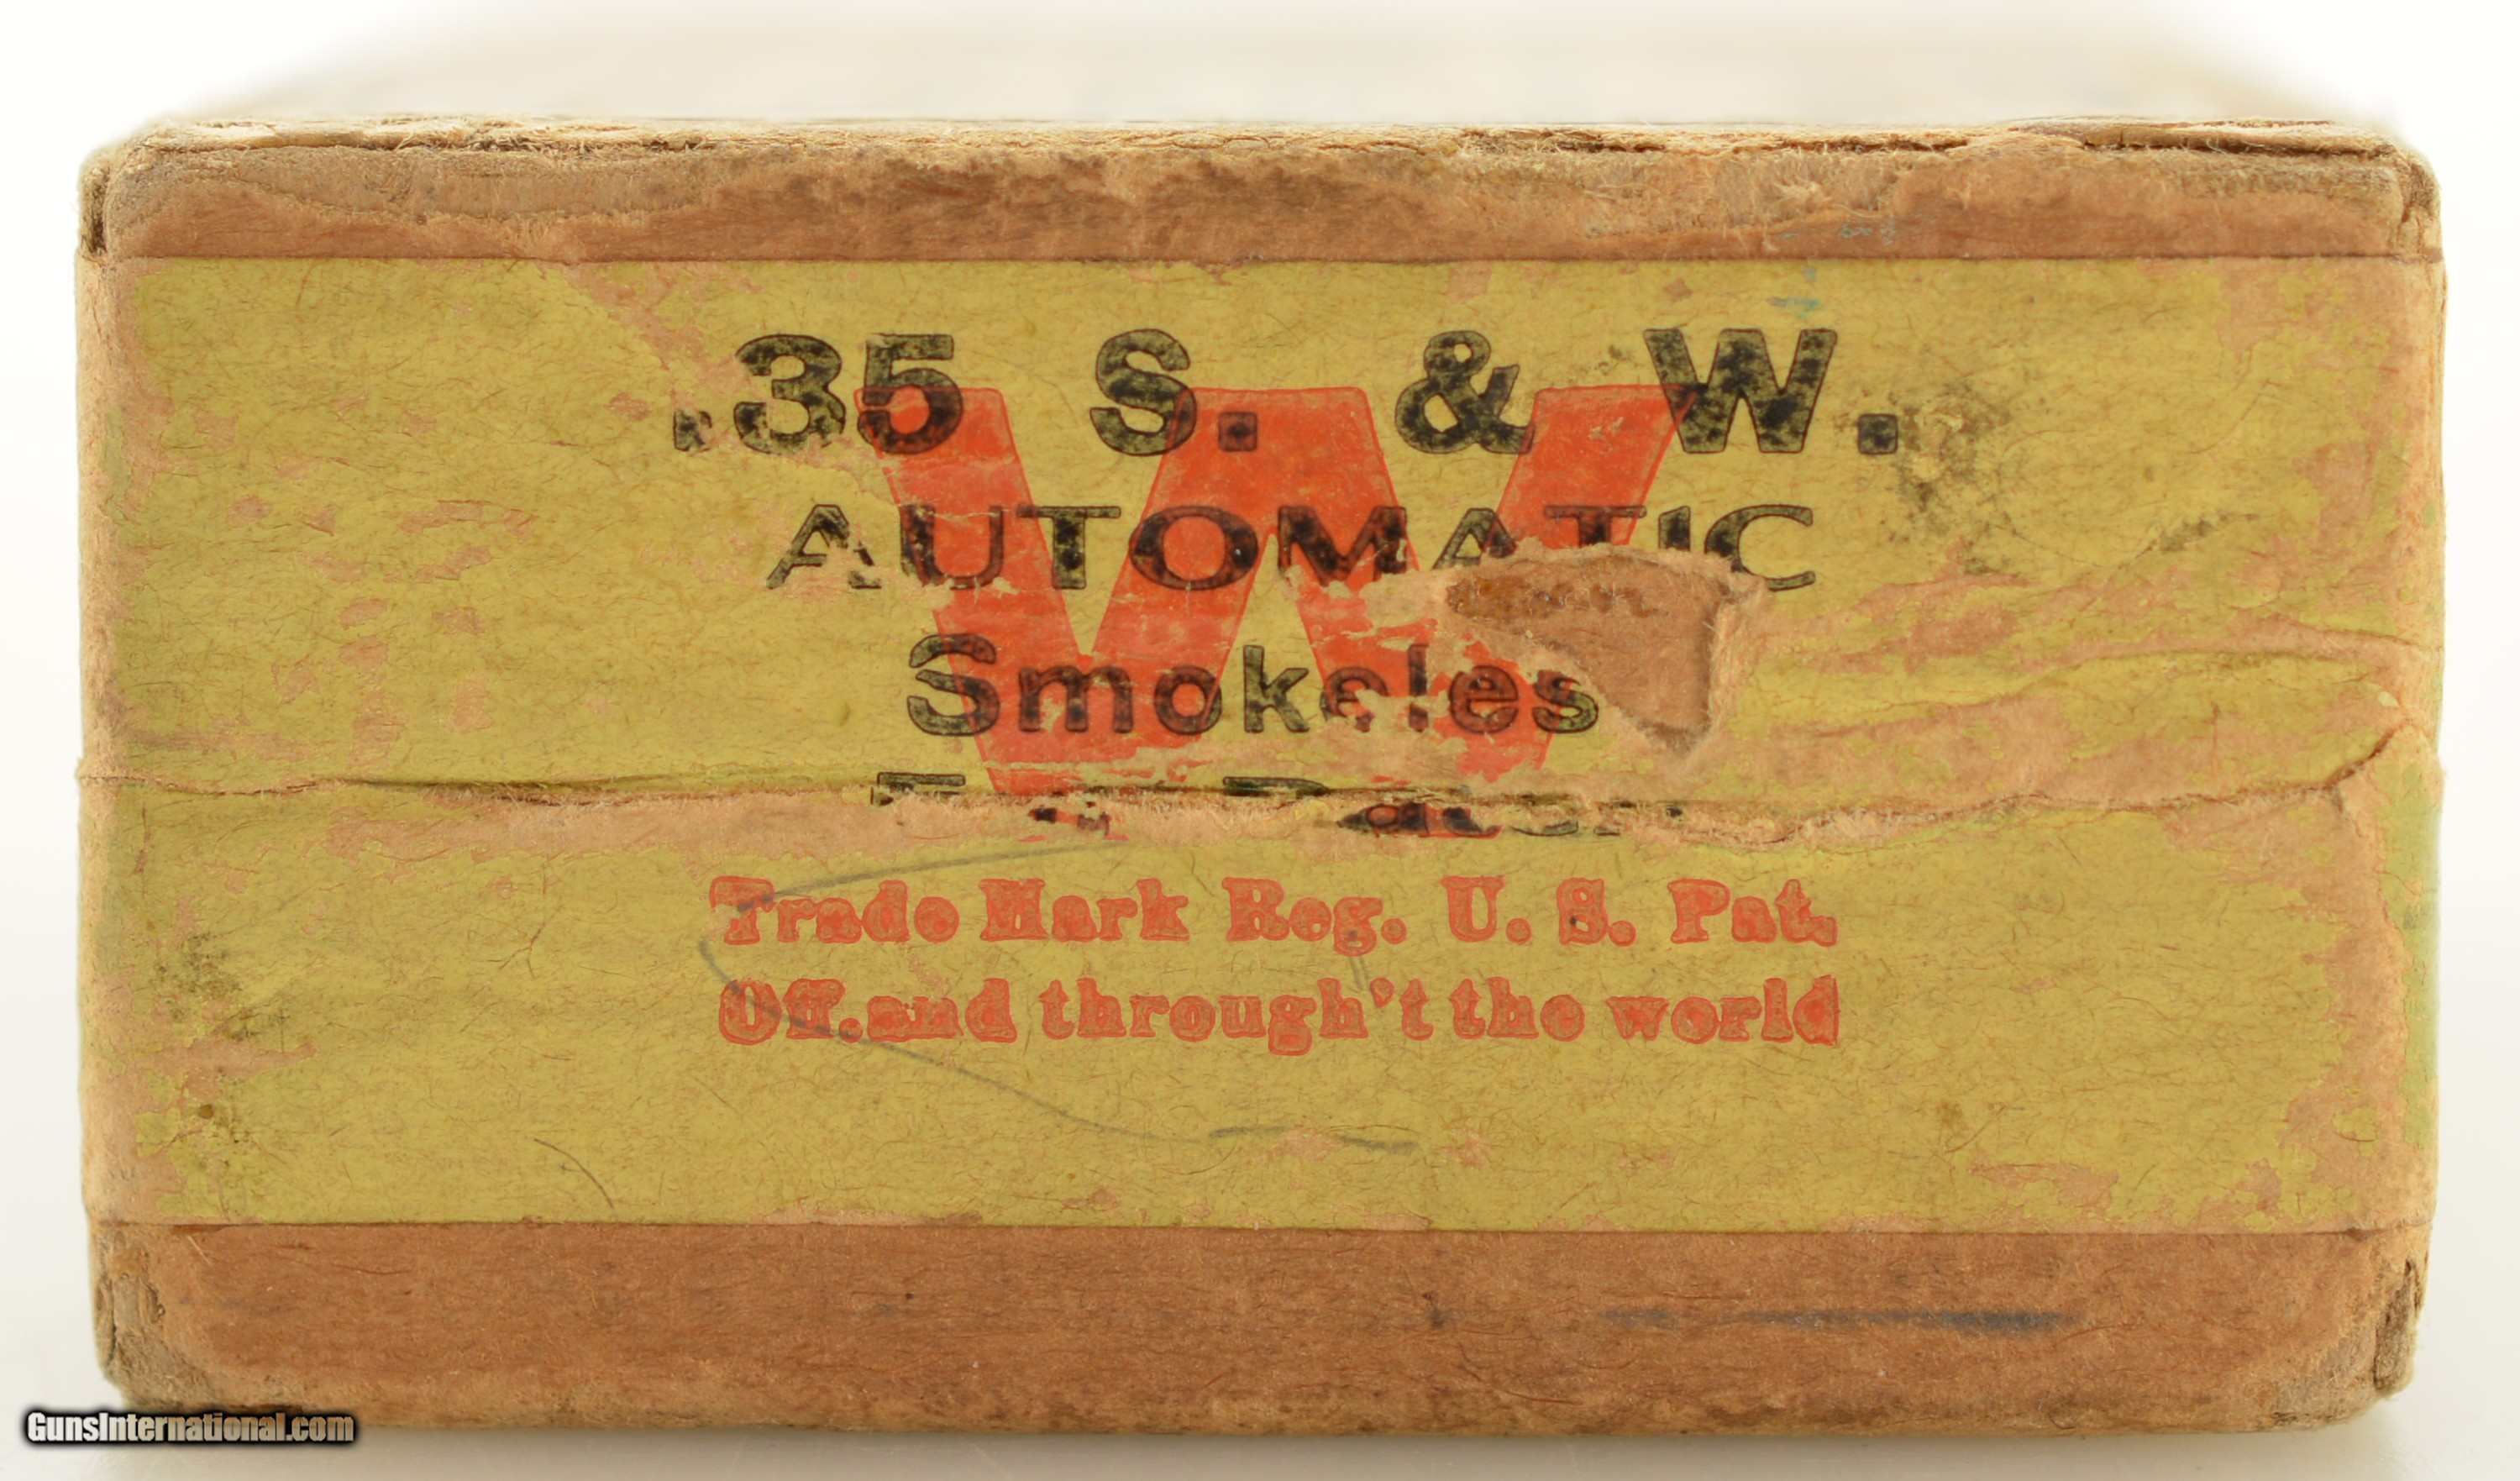 .35 S. & W.
AUTOMATIC
Smokeles
W
Trade Mark Reg. U. S. Pat.
Off. and through't the world
GunsInternational.com